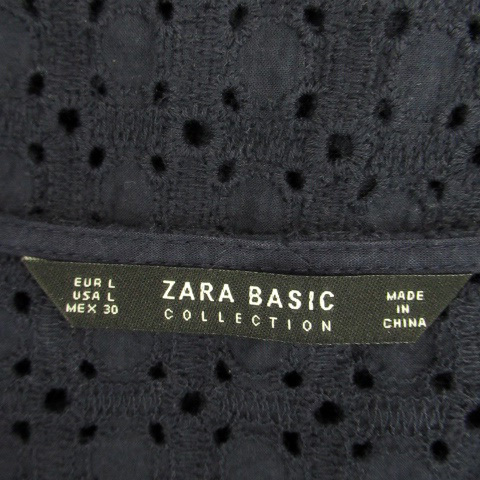 EUR L
USA L
MEX 30
ZARA BASIC
COLLECTION
MADE
IN
CHINA